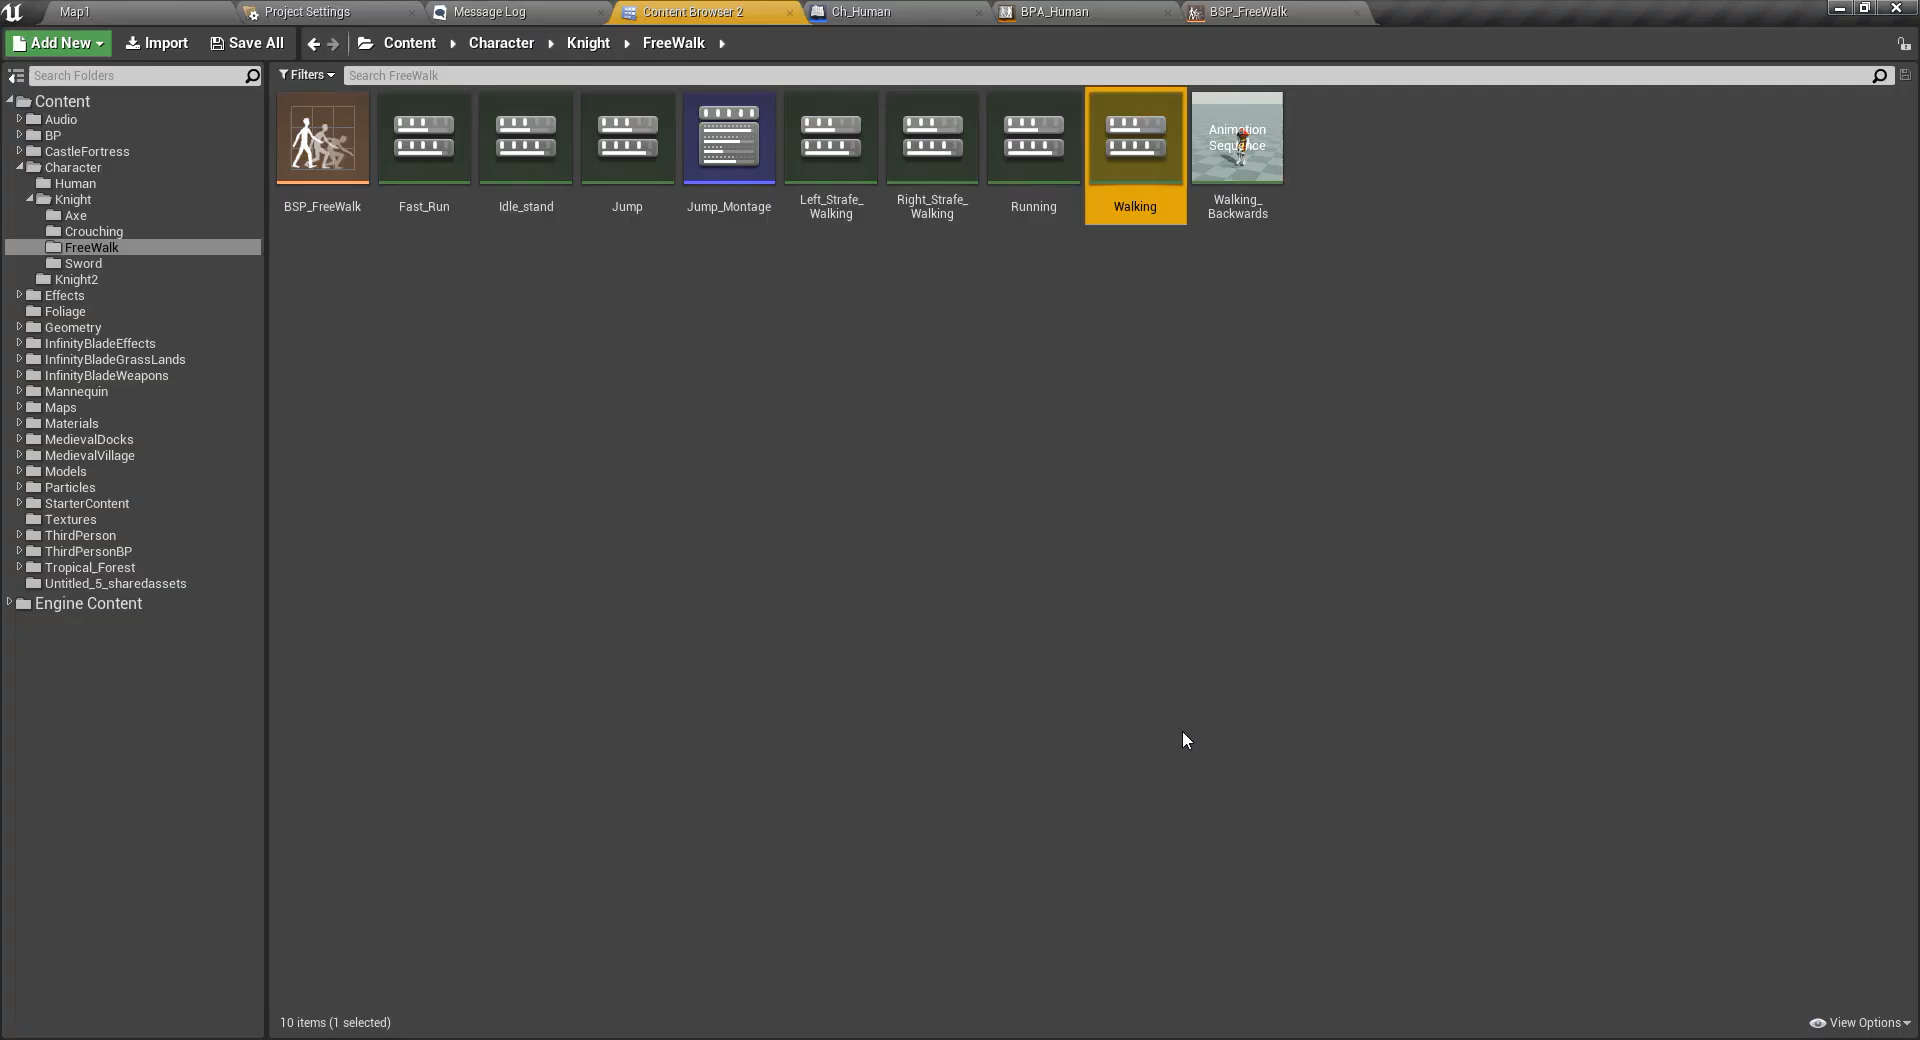 Map1
Project Settings
Message Log
Content Browser 2
Ch_Human
BPA_Human
BSP_FreeWalk
Add New
Import
Save All
Content
Character
Knight
FreeWalk
Search Folders
Filters
Search FreeWalk
Content
Audio
BP
CastleFortress
Character
Human
Knight
Axe
Crouching
FreeWalk
Sword
Knight2
Effects
Foliage
Geometry
InfinityBladeEffects
InfinityBladeGrassLands
InfinityBladeWeapons
Mannequin
Maps
Materials
MedievalDocks
MedievalVillage
Models
Particles
StarterContent
Textures
ThirdPerson
ThirdPersonBP
Tropical_Forest
Untitled_5_sharedassets
Engine Content
BSP_FreeWalk
Fast_Run
Idle_stand
Jump
Jump_Montage
Left_Strafe_
Walking
Right_Strafe_
Walking
Running
Walking
Animation
Sequence
Walking_
Backwards
10 items (1 selected)
View Options